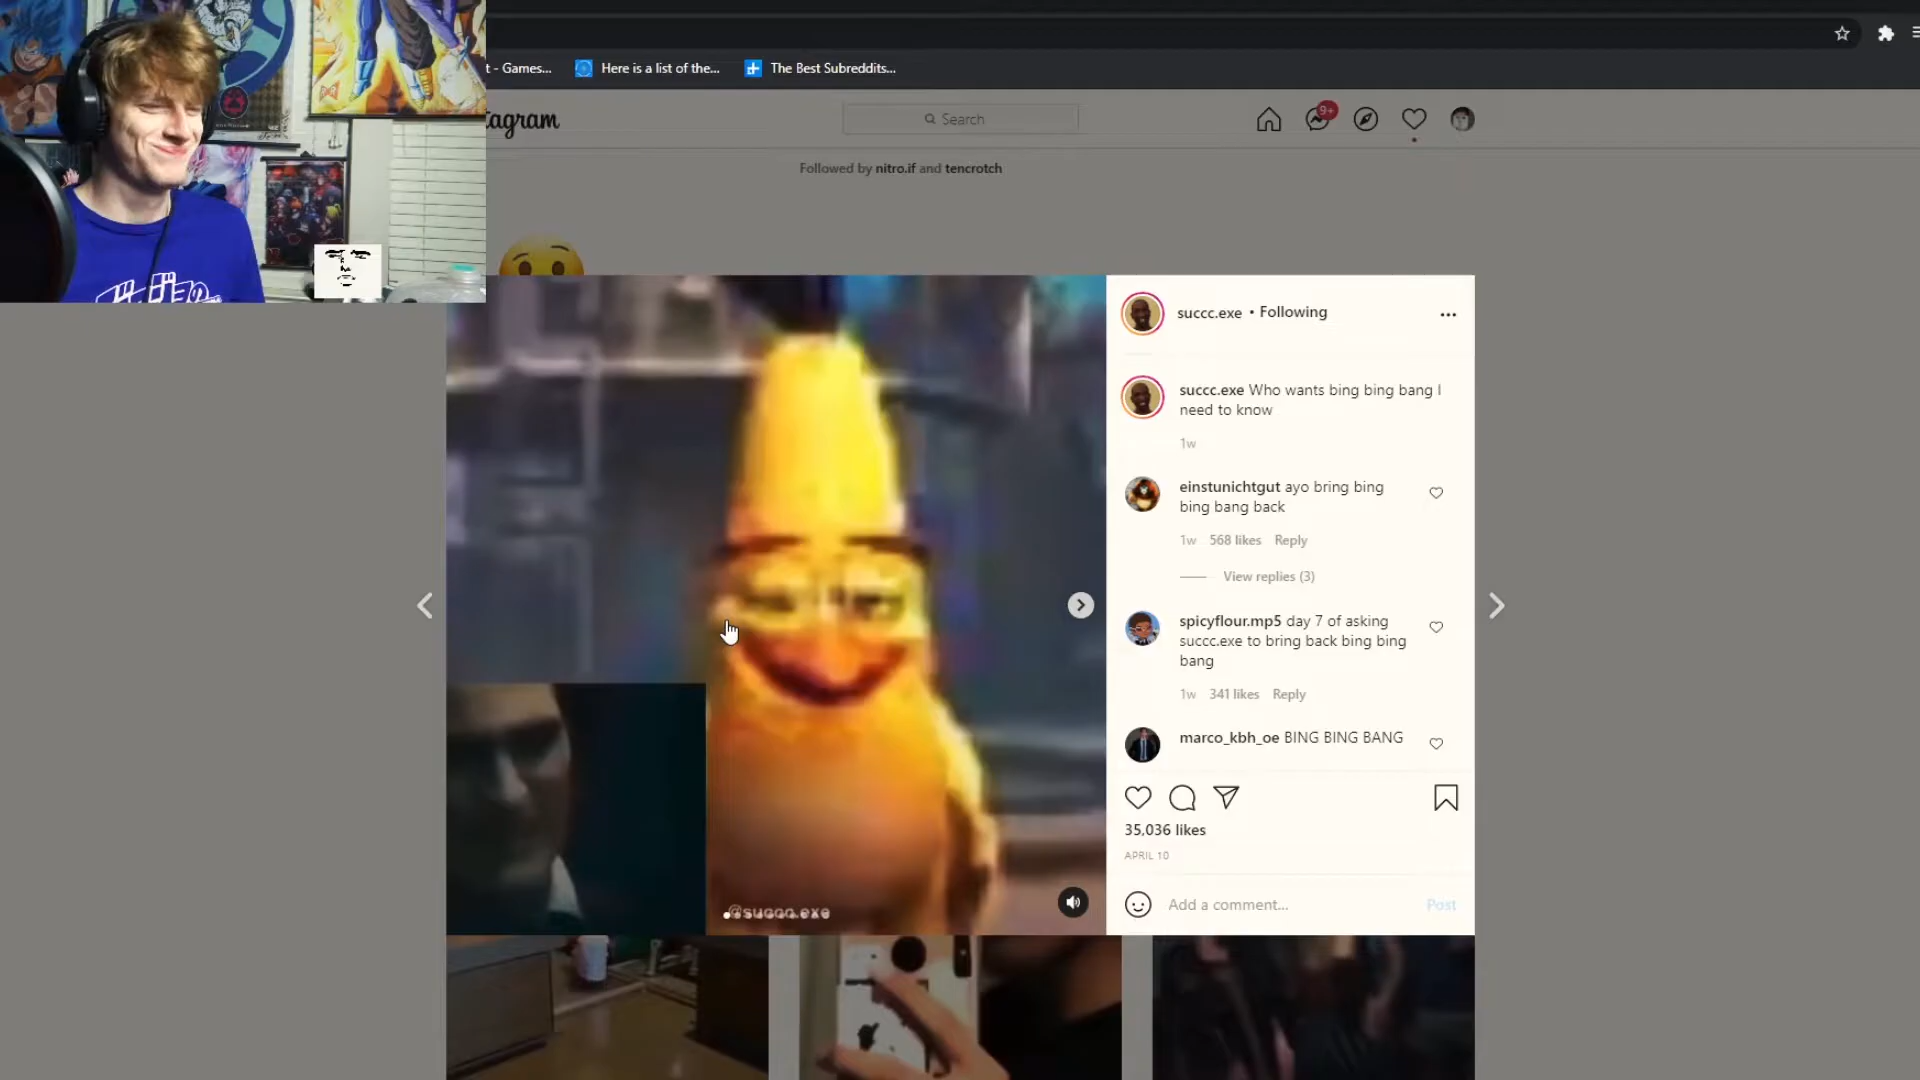 t - Games...
Here is a list of the...
The Best Subreddits...
tagram
Search
9+
Followed by nitro.if and tencrotch
succc.exe • Following
succc.exe Who wants bing bing bang I
need to know
1w
einstunichtgut ayo bring bing
bing bang back
1w 568 likes Reply
View replies (3)
spicyflour.mp5 day 7 of asking
succc.exe to bring back bing bing
bang
1w 341 likes Reply
marco_kbh_oe BING BING BANG
35,036 likes
APRIL 10
Add a comment...
Post
@succc.exe